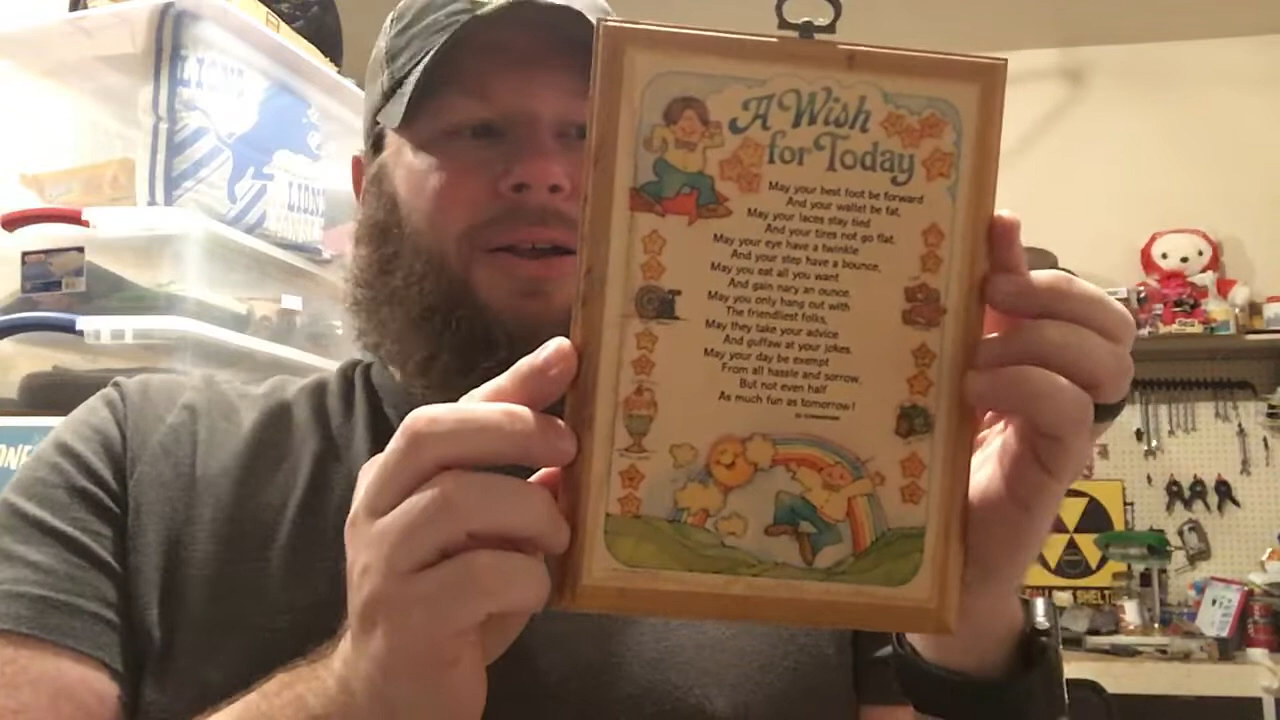 A Wish
for Today
May your best foot be forward
And your wallet be fat,
May your laces stay tied
And your tires not go flat.
May your eye have a twinkle
And your step have a bounce,
May you eat all you want
And gain nary an ounce.
May you only hang out with
The friendliest folks,
May they take your advice
And guffaw at your jokes.
May your day be exempt
From all hassle and sorrow,
But not even half
As much fun as tomorrow!
LIONS
LIONS